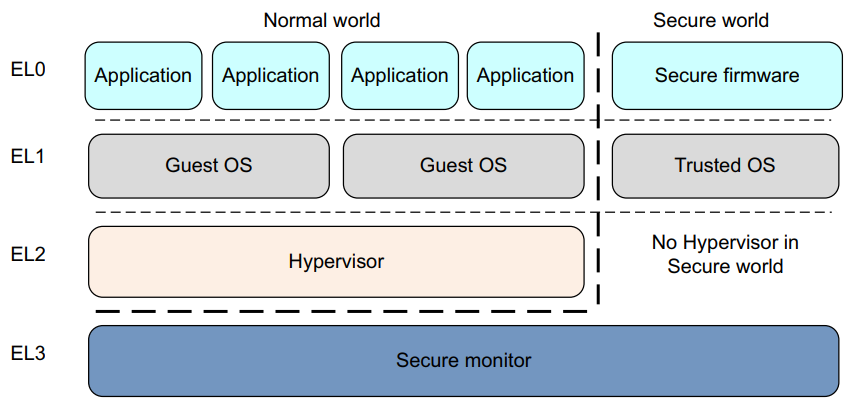 Normal world
Secure world
EL0
Application
Application
Application
Application
Secure firmware
EL1
Guest OS
Guest OS
Trusted OS
EL2
Hypervisor
No Hypervisor in
Secure world
EL3
Secure monitor